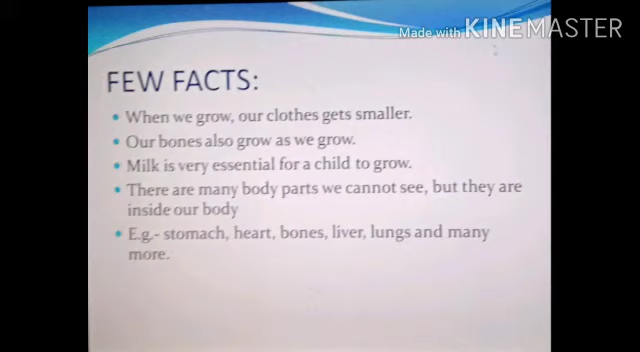 Made with KINEMASTER
FEW FACTS:
• When we grow, our clothes gets smaller.
• Our bones also grow as we grow.
• Milk is very essential for a child to grow.
• There are many body parts we cannot see, but they are
inside our body
• E.g.- stomach, heart, bones, liver, lungs and many
more.